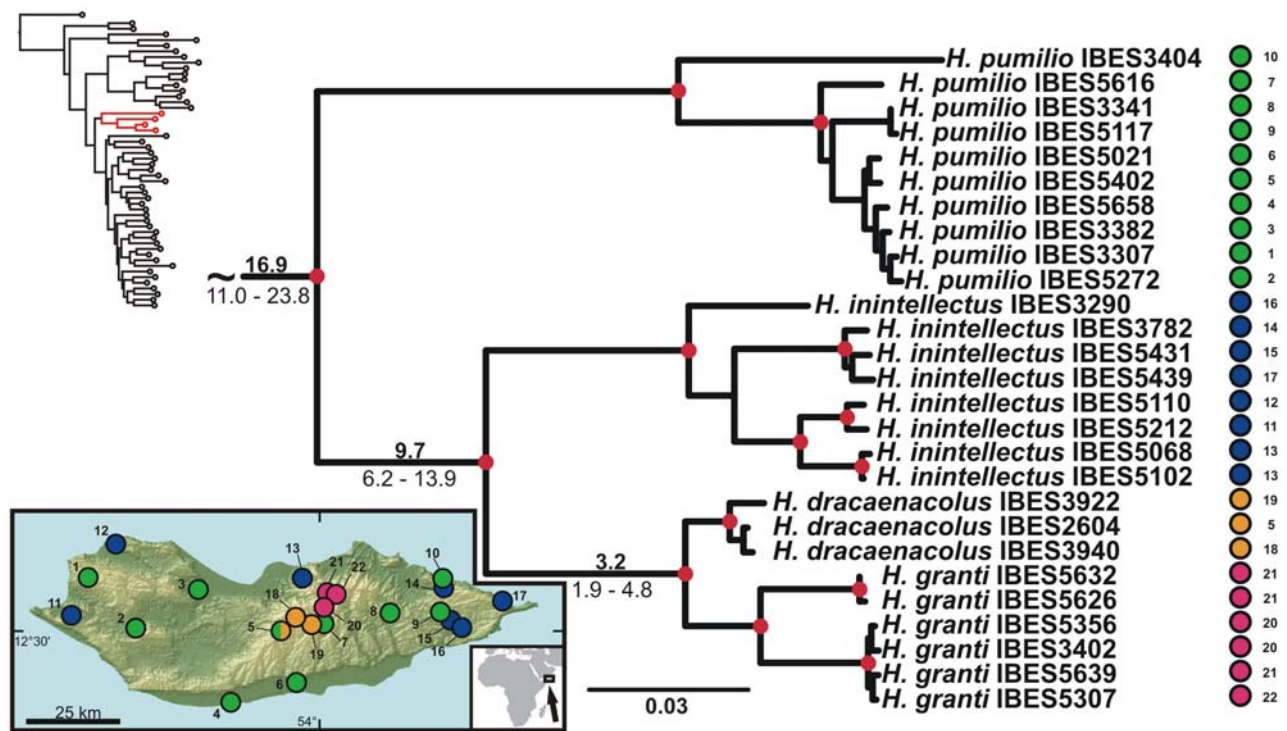 H. pumilio IBES3404 10
H. pumilio IBES5616 7
H. pumilio IBES3341 8
H. pumilio IBES5117 9
H. pumilio IBES5021 6
H. pumilio IBES5402 5
H. pumilio IBES5658 4
H. pumilio IBES3382 3
H. pumilio IBES3307 1
H. pumilio IBES5272 2
H. inintellectus IBES3290 16
H. inintellectus IBES3782 14
H. inintellectus IBES5431 15
H. inintellectus IBES5439 17
H. inintellectus IBES5110 12
H. inintellectus IBES5212 11
H. inintellectus IBES5068 13
H. inintellectus IBES5102 13
H. dracaenacolus IBES3922 19
H. dracaenacolus IBES2604 5
H. dracaenacolus IBES3940 18
H. granti IBES5632 21
H. granti IBES5626 21
H. granti IBES5356 20
H. granti IBES3402 20
H. granti IBES5639 21
H. granti IBES5307 22
~
16.9
11.0 - 23.8
9.7
6.2 - 13.9
3.2
1.9 - 4.8
0.03
12
13
21
22
10
1
3
14
17
18
11
2
5
8
9
20
7
15
16
19
6
4
12°30'
54°
25 km